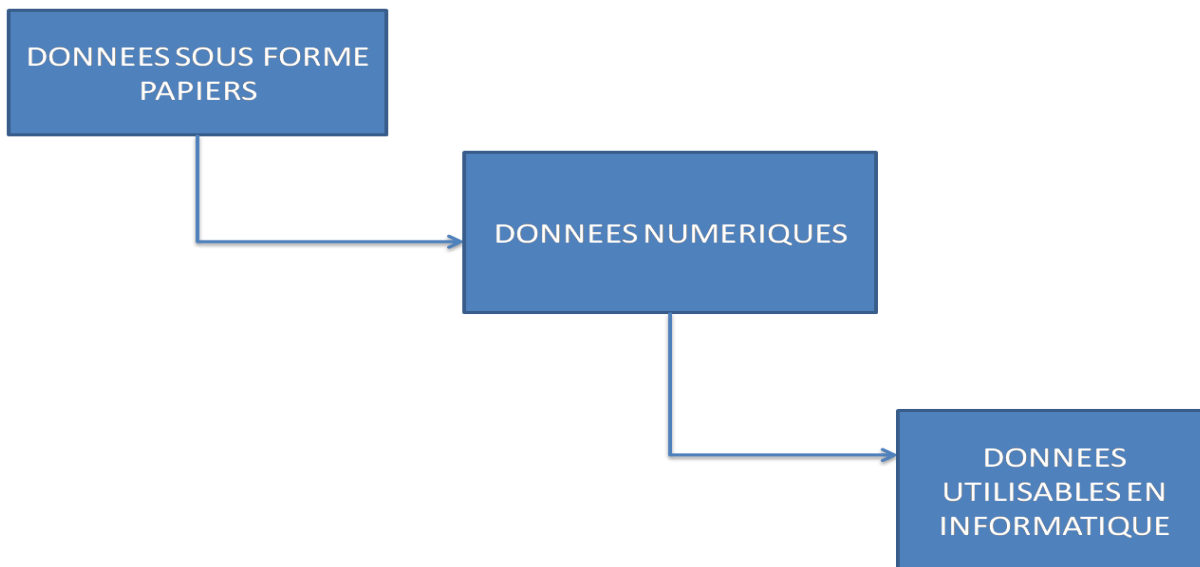 DONNEES SOUS FORME
PAPIERS
DONNEES NUMERIQUES
DONNEES
UTILISABLES EN
INFORMATIQUE